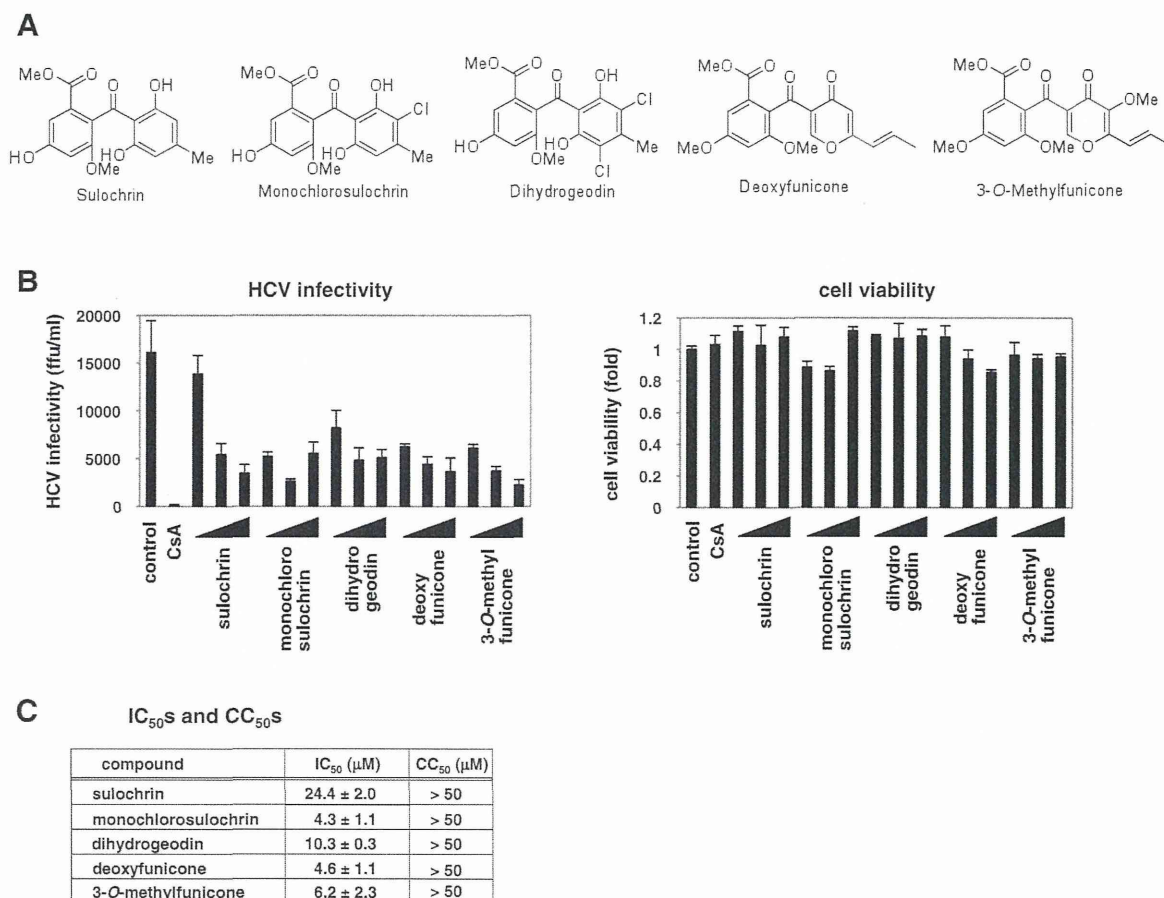 A
MeO O O OH
HO OMe HO Me
Sulochrin
MeO O O OH Cl
HO OMe HO Me
Monochlorosulochrin
MeO O O OH Cl
HO OMe HO Me Cl
Dihydrogeodin
MeO O O O
MeO OMe O
Deoxyfunicone
MeO O O O OMe
MeO OMe O
3-O-Methylfunicone
B
HCV infectivity
HCV infectivity (ffu/ml)
20000
15000
10000
5000
0
control
CsA
sulochrin
monochloro
sulochrin
dihydro
geodin
deoxy
funicone
3-O-methyl
funicone
cell viability
cell viability (fold)
1.2
1
0.8
0.6
0.4
0.2
0
control
CsA
sulochrin
monochloro
sulochrin
dihydro
geodin
deoxy
funicone
3-O-methyl
funicone
C
IC50s and CC50s
compound IC50 (μM) CC50 (μM)
sulochrin 24.4 ± 2.0 > 50
monochlorosulochrin 4.3 ± 1.1 > 50
dihydrogeodin 10.3 ± 0.3 > 50
deoxyfunicone 4.6 ± 1.1 > 50
3-O-methylfunicone 6.2 ± 2.3 > 50